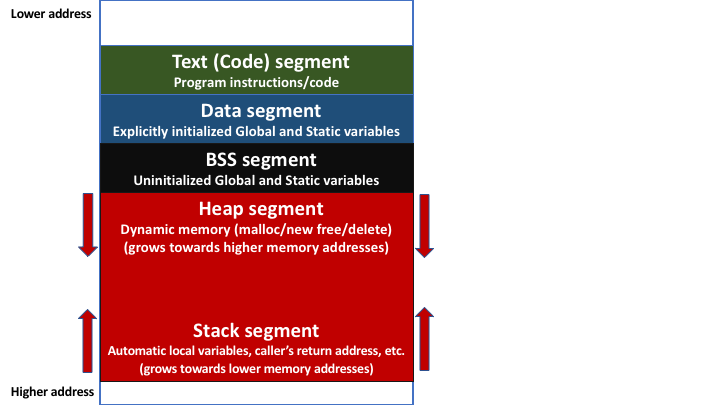 Lower address
Text (Code) segment
Program instructions/code
Data segment
Explicitly initialized Global and Static variables
BSS segment
Uninitialized Global and Static variables
Heap segment
Dynamic memory (malloc/new free/delete)
(grows towards higher memory addresses)
Stack segment
Automatic local variables, caller’s return address, etc.
(grows towards lower memory addresses)
Higher address